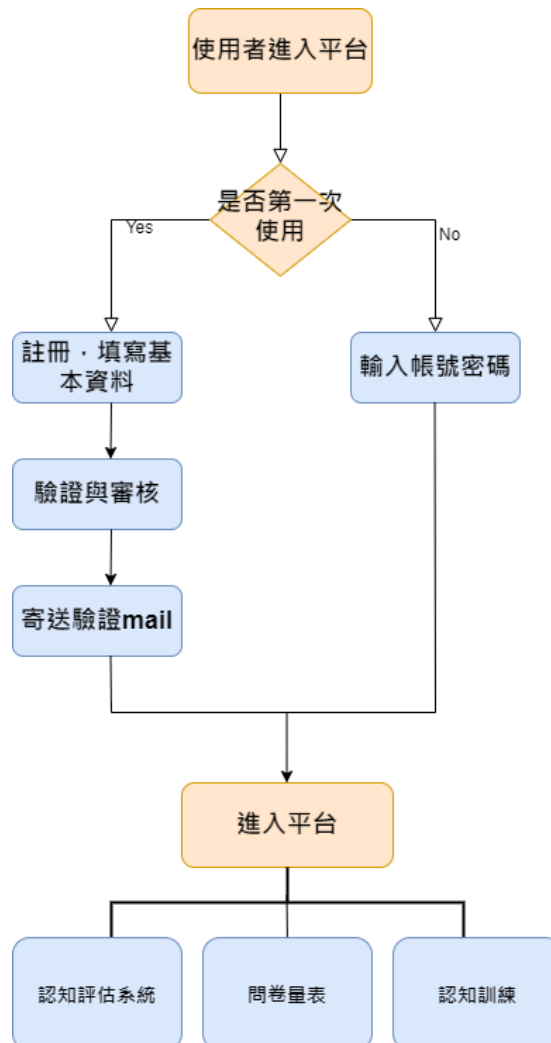 使用者進入平台
是否第一次
使用
Yes
No
註冊，填寫基
本資料
輸入帳號密碼
驗證與審核
寄送驗證mail
進入平台
認知評估系統
問卷量表
認知訓練